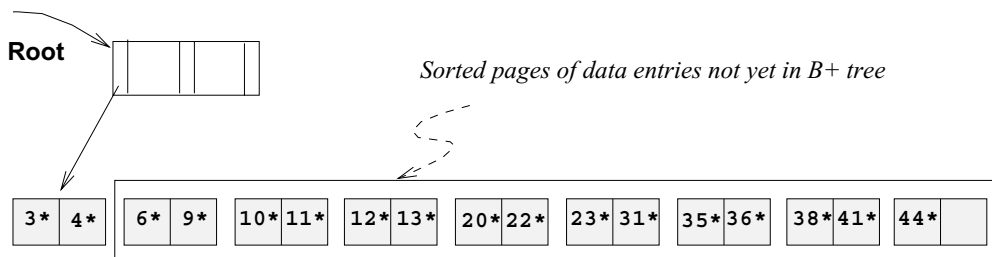 Root
Sorted pages of data entries not yet in B+ tree
3* 4* 6* 9* 10* 11* 12* 13* 20* 22* 23* 31* 35* 36* 38* 41* 44*